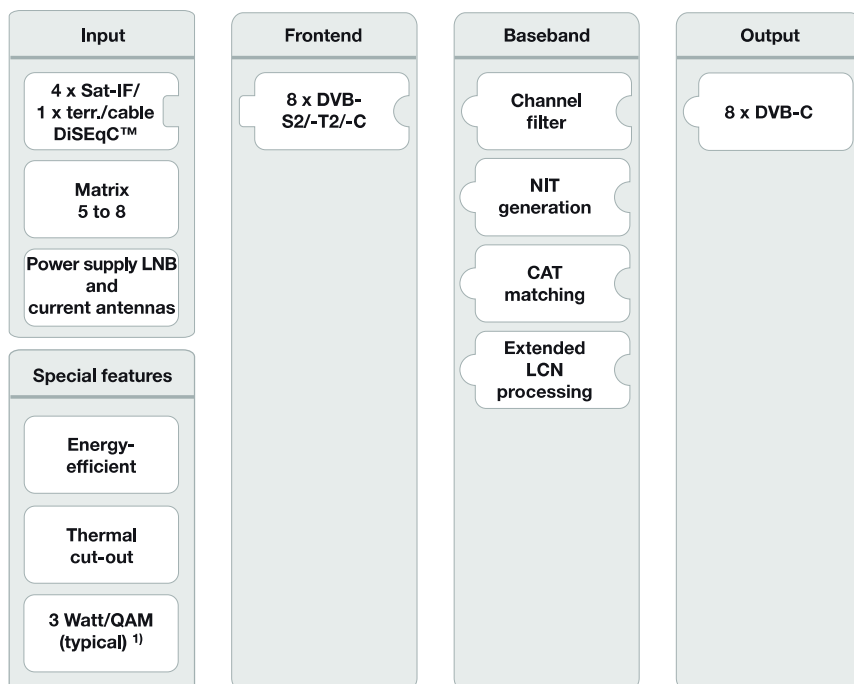 Input
4 x Sat-IF/
1 x terr./cable
DiSEqC™
Matrix
5 to 8
Power supply LNB
and
current antennas
Special features
Energy-
efficient
Thermal
cut-out
3 Watt/QAM
(typical) 1)
Frontend
8 x DVB-
S2/-T2/-C
Baseband
Channel
filter
NIT
generation
CAT
matching
Extended
LCN
processing
Output
8 x DVB-C